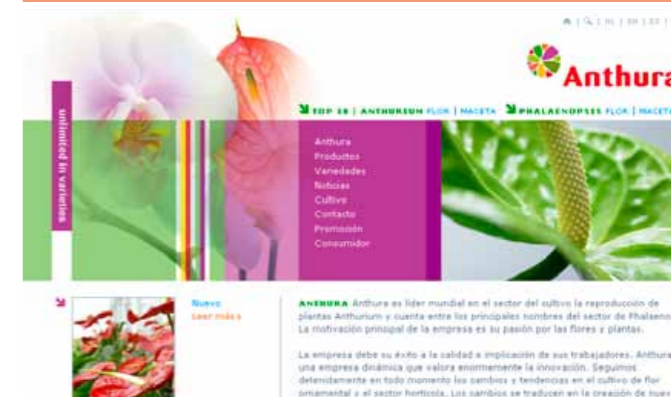 NL | EN | ES |
Anthura
TOP 10 | ANTHURIUM FLOR | MACETA PHALAENOPSIS FLOR | MACETA
unlimited in varieties
Anthura
Productos
Variedades
Noticias
Cultivo
Contacto
Promoción
Consumidor
Nuevo
Leer más »
ANTHURA Anthura es líder mundial en el sector del cultivo la reproducción de
plantas Anthurium y cuenta entre los principales nombres del sector de Phalaeno
La motivación principal de la empresa es su pasión por las flores y plantas.
La empresa debe su éxito a la calidad e implicación de sus trabajadores. Anthura
una empresa dinámica que valora enormemente la innovación. Seguimos
detenidamente en todo momento los cambios y tendencias en el cultivo de flor
ornamental y el sector hortícola. Los cambios se traducen en la creación de nuev